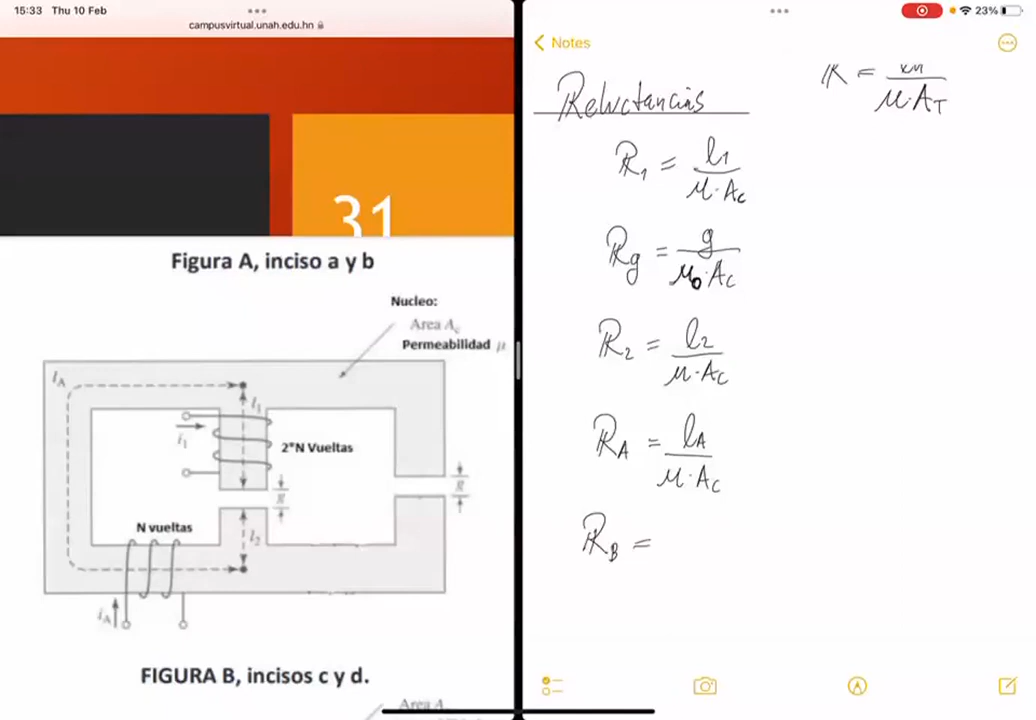 15:33 Thu 10 Feb
campusvirtual.unah.edu.hn
31
Figura A, inciso a y b
Nucleo:
Area A_c
Permeabilidad μ
l_A
l_1
i_1
2*N Vueltas
g
g
N vueltas
l_2
i_A
FIGURA B, incisos c y d.
Area A
23%
Notes
Reluctancias
ℝ = lm / μ·A_T
ℝ_1 = l_1 / μ·A_c
ℝ_g = g / μ_0·A_c
ℝ_2 = l_2 / μ·A_c
ℝ_A = l_A / μ·A_c
ℝ_B =